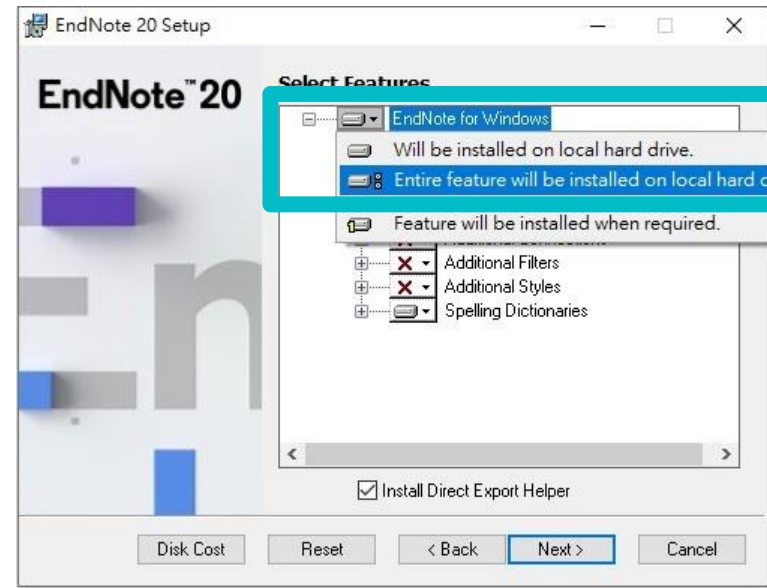 EndNote 20 Setup
EndNote™20
Select Features
EndNote for Windows
Will be installed on local hard drive.
Entire feature will be installed on local hard
Feature will be installed when required.
Additional Filters
Additional Styles
Spelling Dictionaries
Install Direct Export Helper
Disk Cost
Reset
< Back
Next >
Cancel